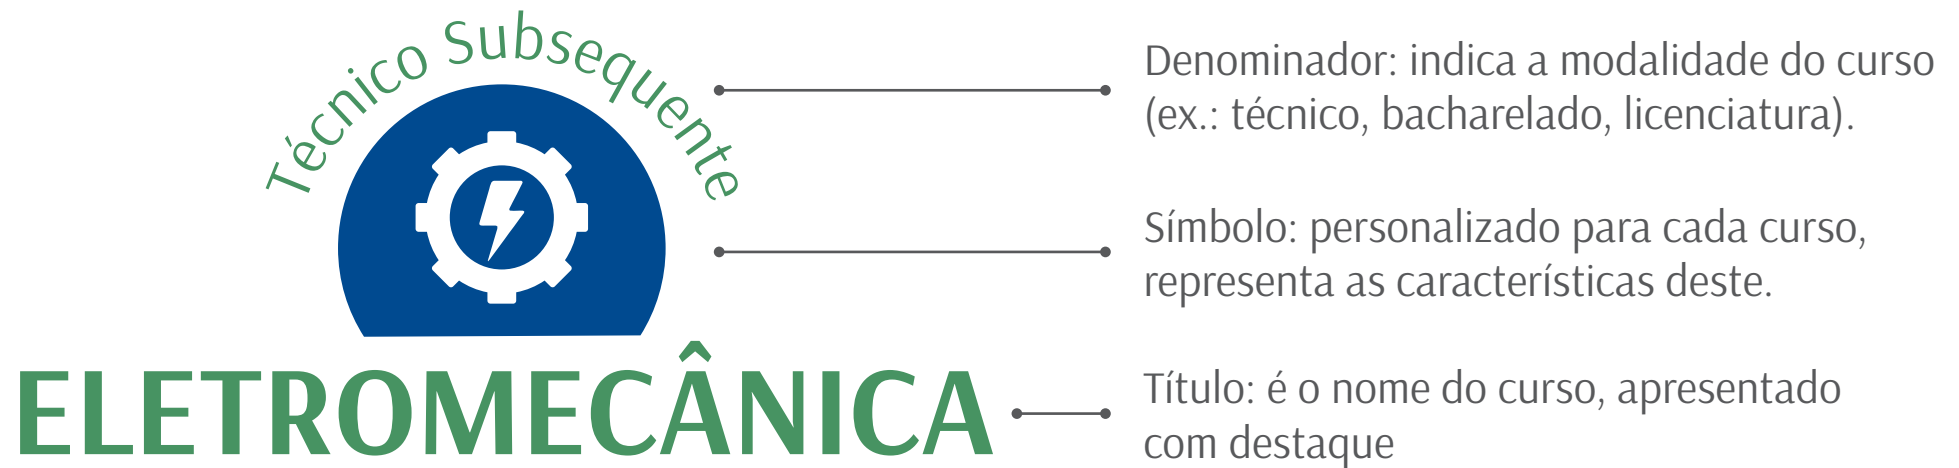 Técnico Subsequente
Denominador: indica a modalidade do curso
(ex.: técnico, bacharelado, licenciatura).
Símbolo: personalizado para cada curso,
representa as características deste.
ELETROMECÂNICA
Título: é o nome do curso, apresentado
com destaque